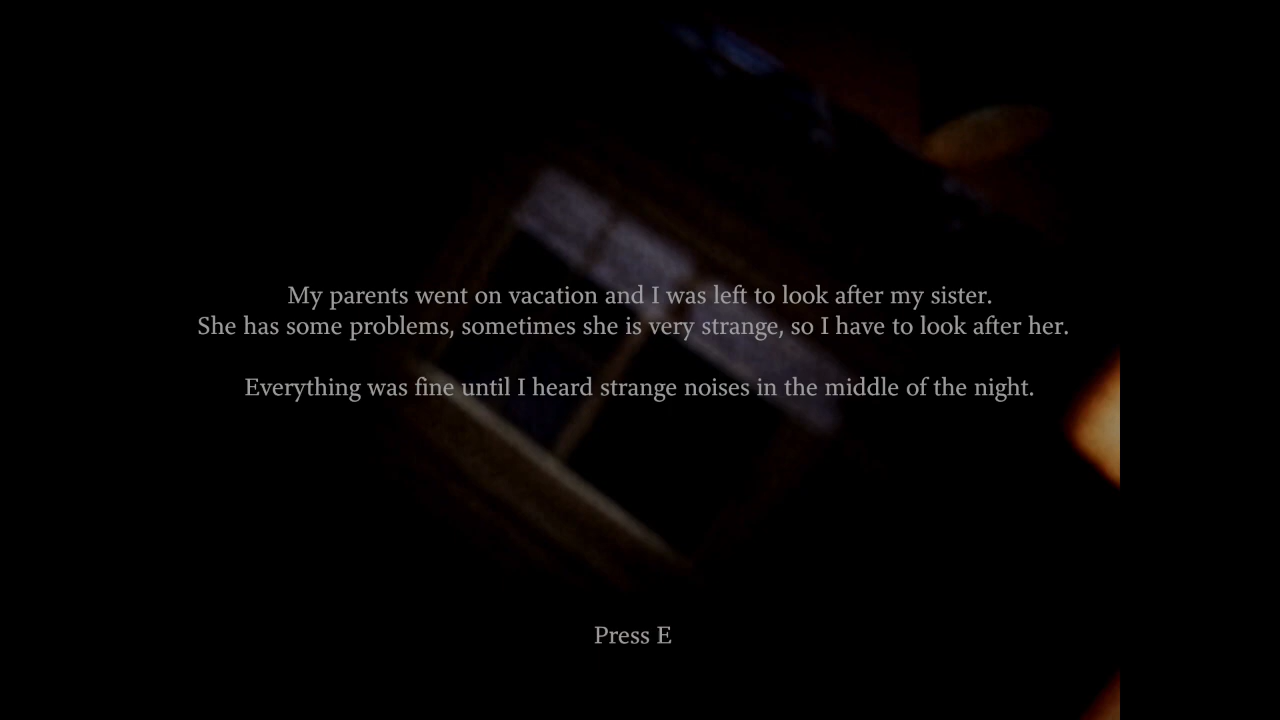 My parents went on vacation and I was left to look after my sister.
She has some problems, sometimes she is very strange, so I have to look after her.
Everything was fine until I heard strange noises in the middle of the night.
Press E